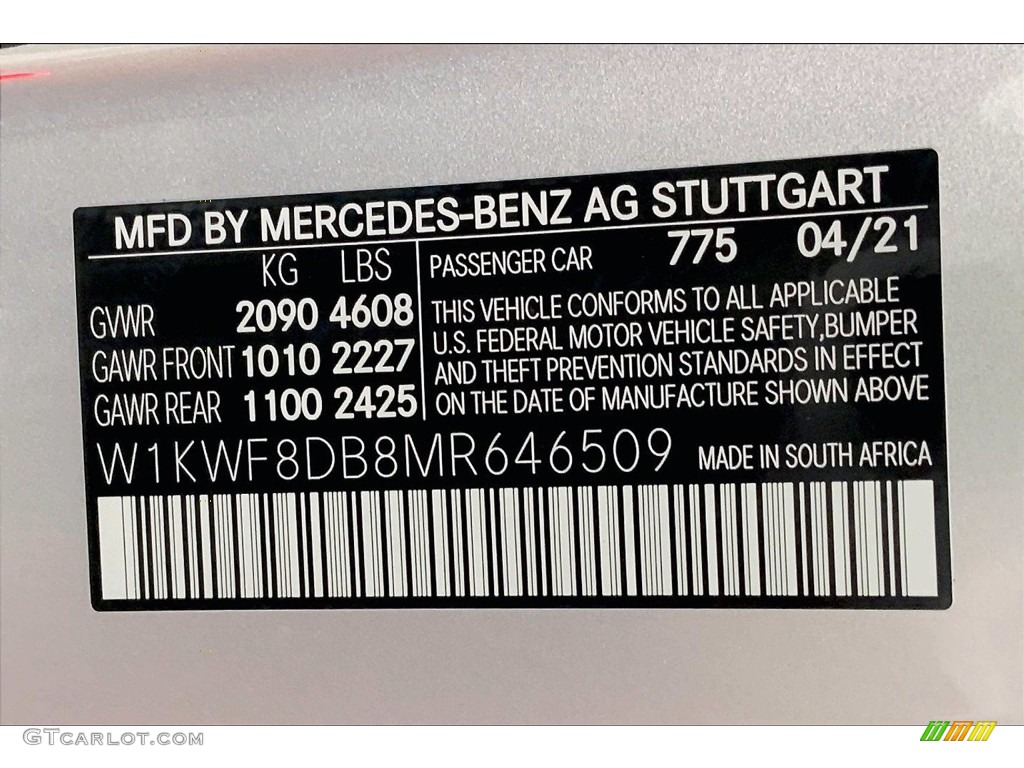 MFD BY MERCEDES-BENZ AG STUTTGART
KG LBS
GVWR 2090 4608
GAWR FRONT 1010 2227
GAWR REAR 1100 2425
PASSENGER CAR 775 04/21
THIS VEHICLE CONFORMS TO ALL APPLICABLE
U.S. FEDERAL MOTOR VEHICLE SAFETY,BUMPER
AND THEFT PREVENTION STANDARDS IN EFFECT
ON THE DATE OF MANUFACTURE SHOWN ABOVE
W1KWF8DB8MR646509 MADE IN SOUTH AFRICA
GTCARLOT.COM